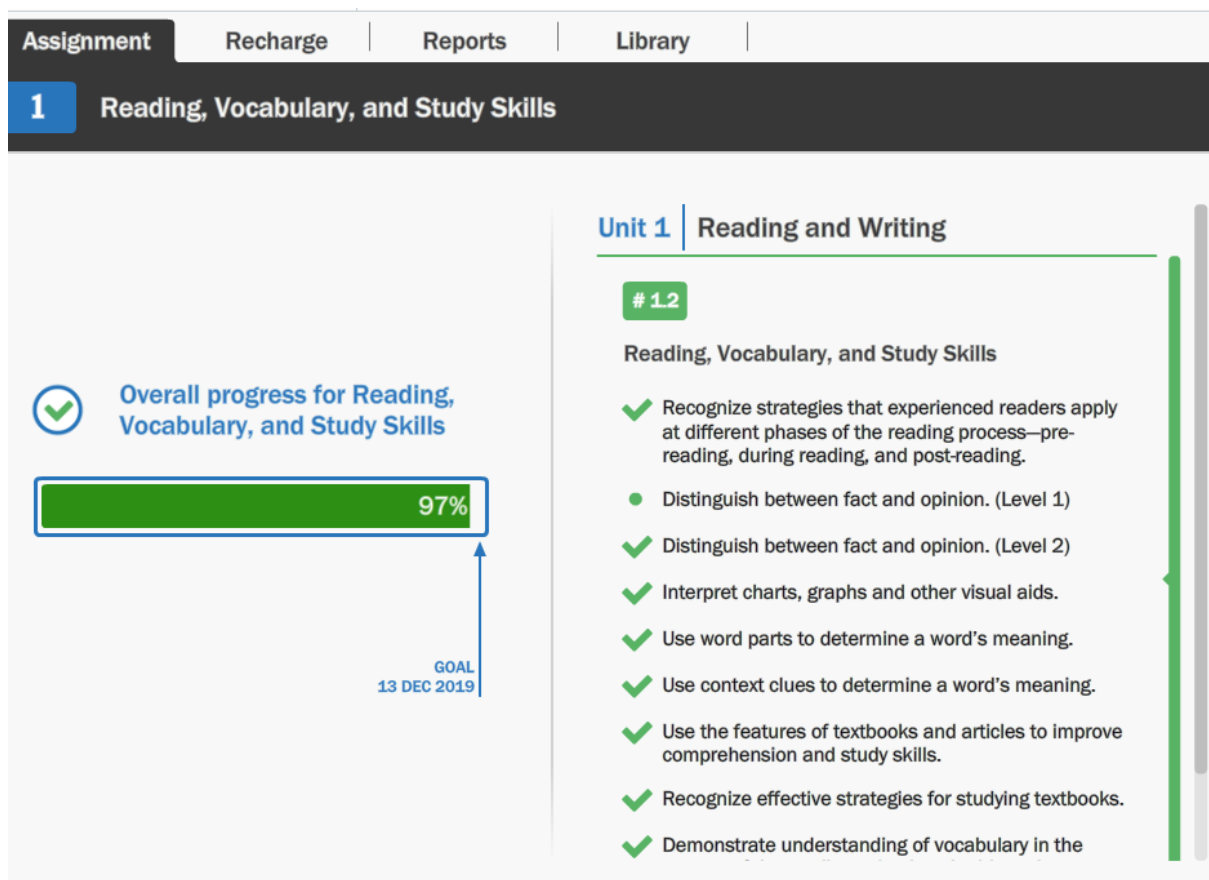 Assignment Recharge Reports Library
1 Reading, Vocabulary, and Study Skills
Overall progress for Reading,
Vocabulary, and Study Skills
97%
GOAL
13 DEC 2019
Unit 1 Reading and Writing
# 1.2
Reading, Vocabulary, and Study Skills
Recognize strategies that experienced readers apply
at different phases of the reading process—pre-
reading, during reading, and post-reading.
Distinguish between fact and opinion. (Level 1)
Distinguish between fact and opinion. (Level 2)
Interpret charts, graphs and other visual aids.
Use word parts to determine a word’s meaning.
Use context clues to determine a word’s meaning.
Use the features of textbooks and articles to improve
comprehension and study skills.
Recognize effective strategies for studying textbooks.
Demonstrate understanding of vocabulary in the